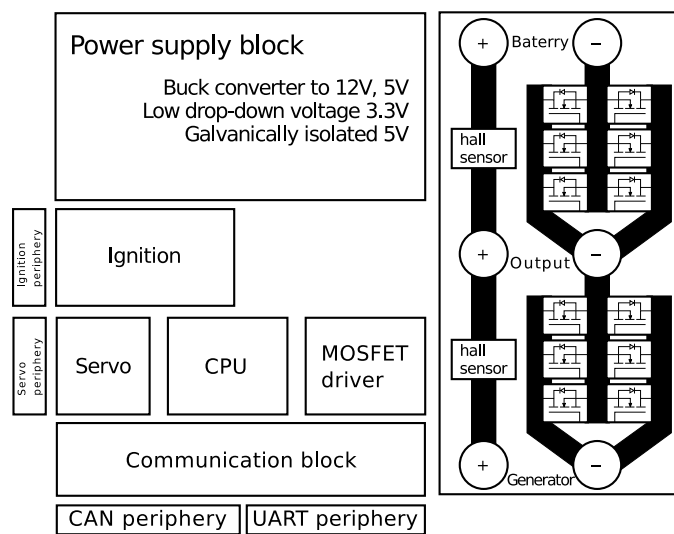 Power supply block
Buck converter to 12V, 5V
Low drop-down voltage 3.3V
Galvanically isolated 5V
Ignition
periphery
Ignition
Servo
periphery
Servo
CPU
MOSFET
driver
Communication block
CAN periphery
UART periphery
+ Baterry −
hall
sensor
+ Output −
hall
sensor
+ −
Generator